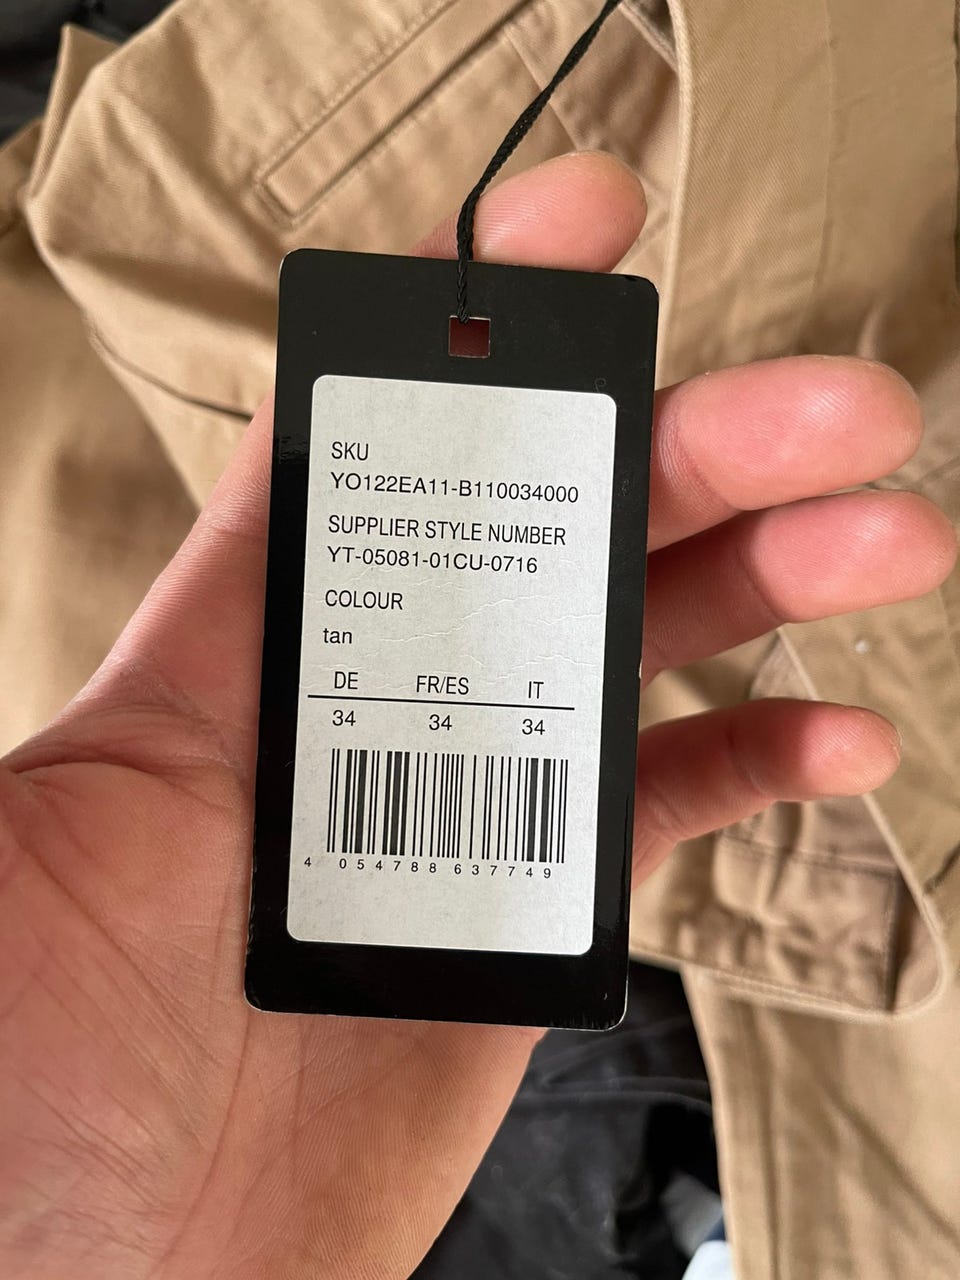 SKU
YO122EA11-B110034000
SUPPLIER STYLE NUMBER
YT-05081-01CU-0716
COLOUR
tan
DE FR/ES IT
34 34 34
4 054788 637749